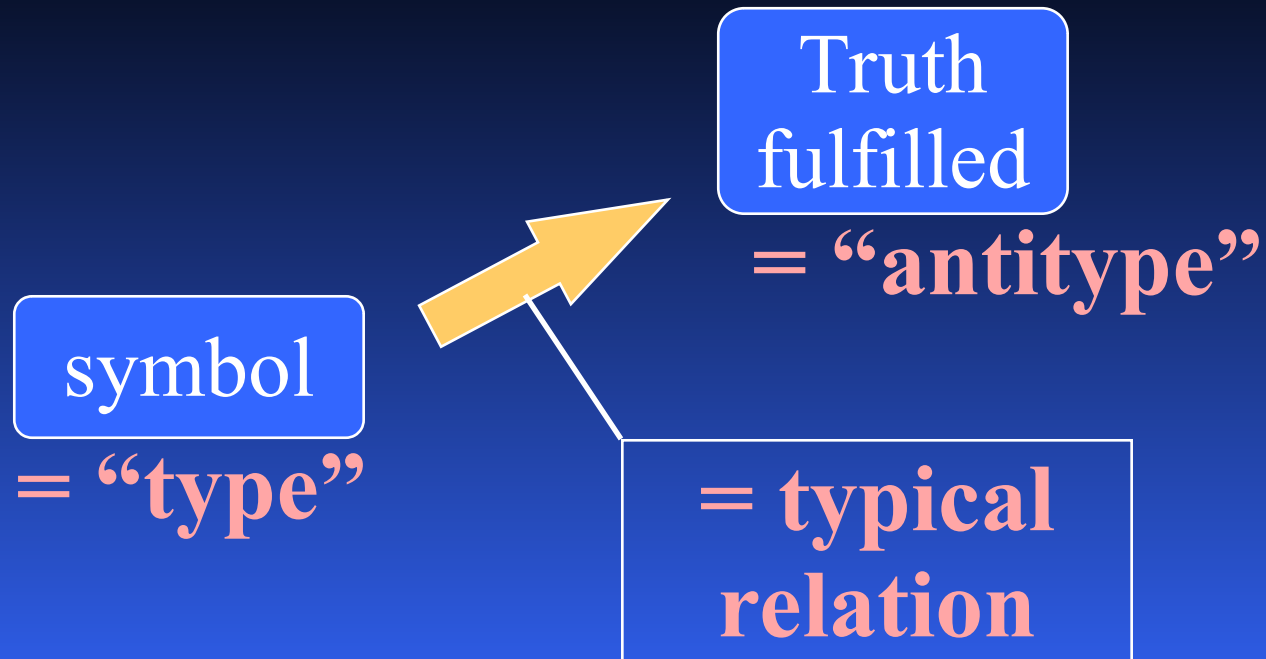 Truth
fulfilled
= “antitype”
symbol
= “type”
= typical
relation